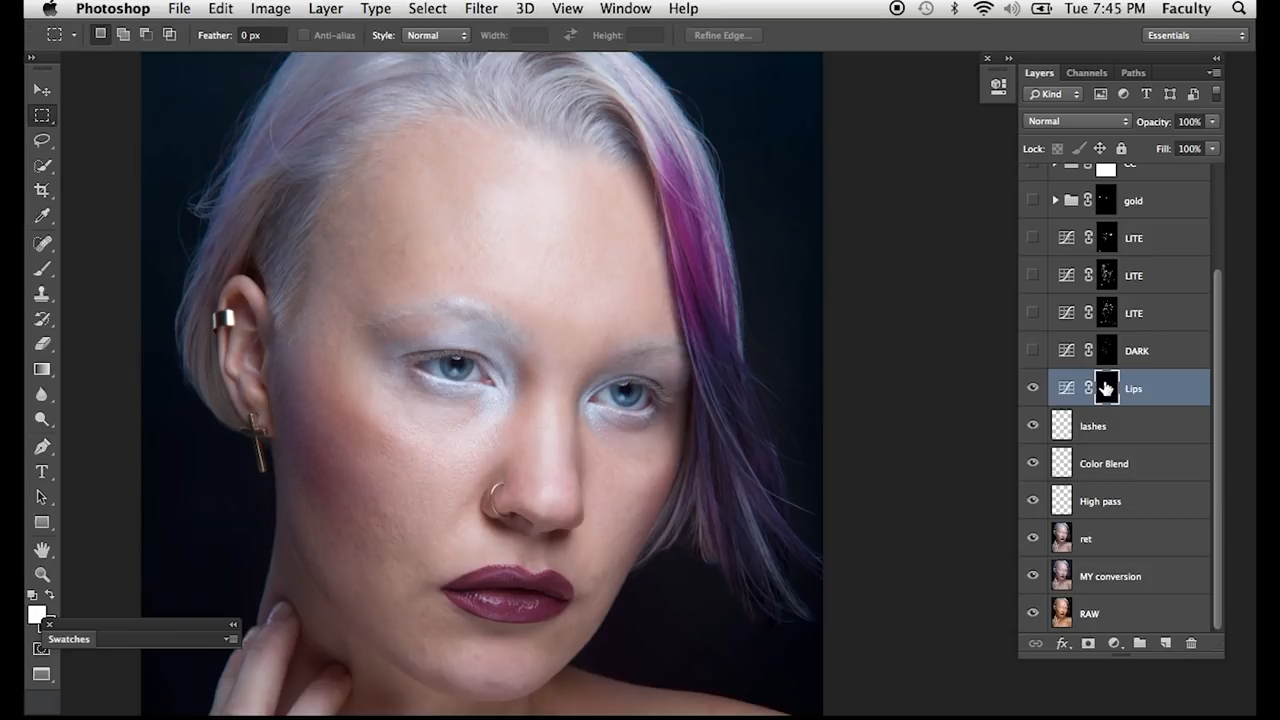 Photoshop File Edit Image Layer Type Select Filter 3D View Window Help Tue 7:45 PM Faculty
Feather: 0 px Anti-alias Style: Normal Width: Height: Refine Edge... Essentials
Layers Channels Paths
Kind
Normal Opacity: 100%
Lock: Fill: 100%
gold
LITE
LITE
LITE
DARK
Lips
lashes
Color Blend
High pass
ret
MY conversion
RAW
Swatches